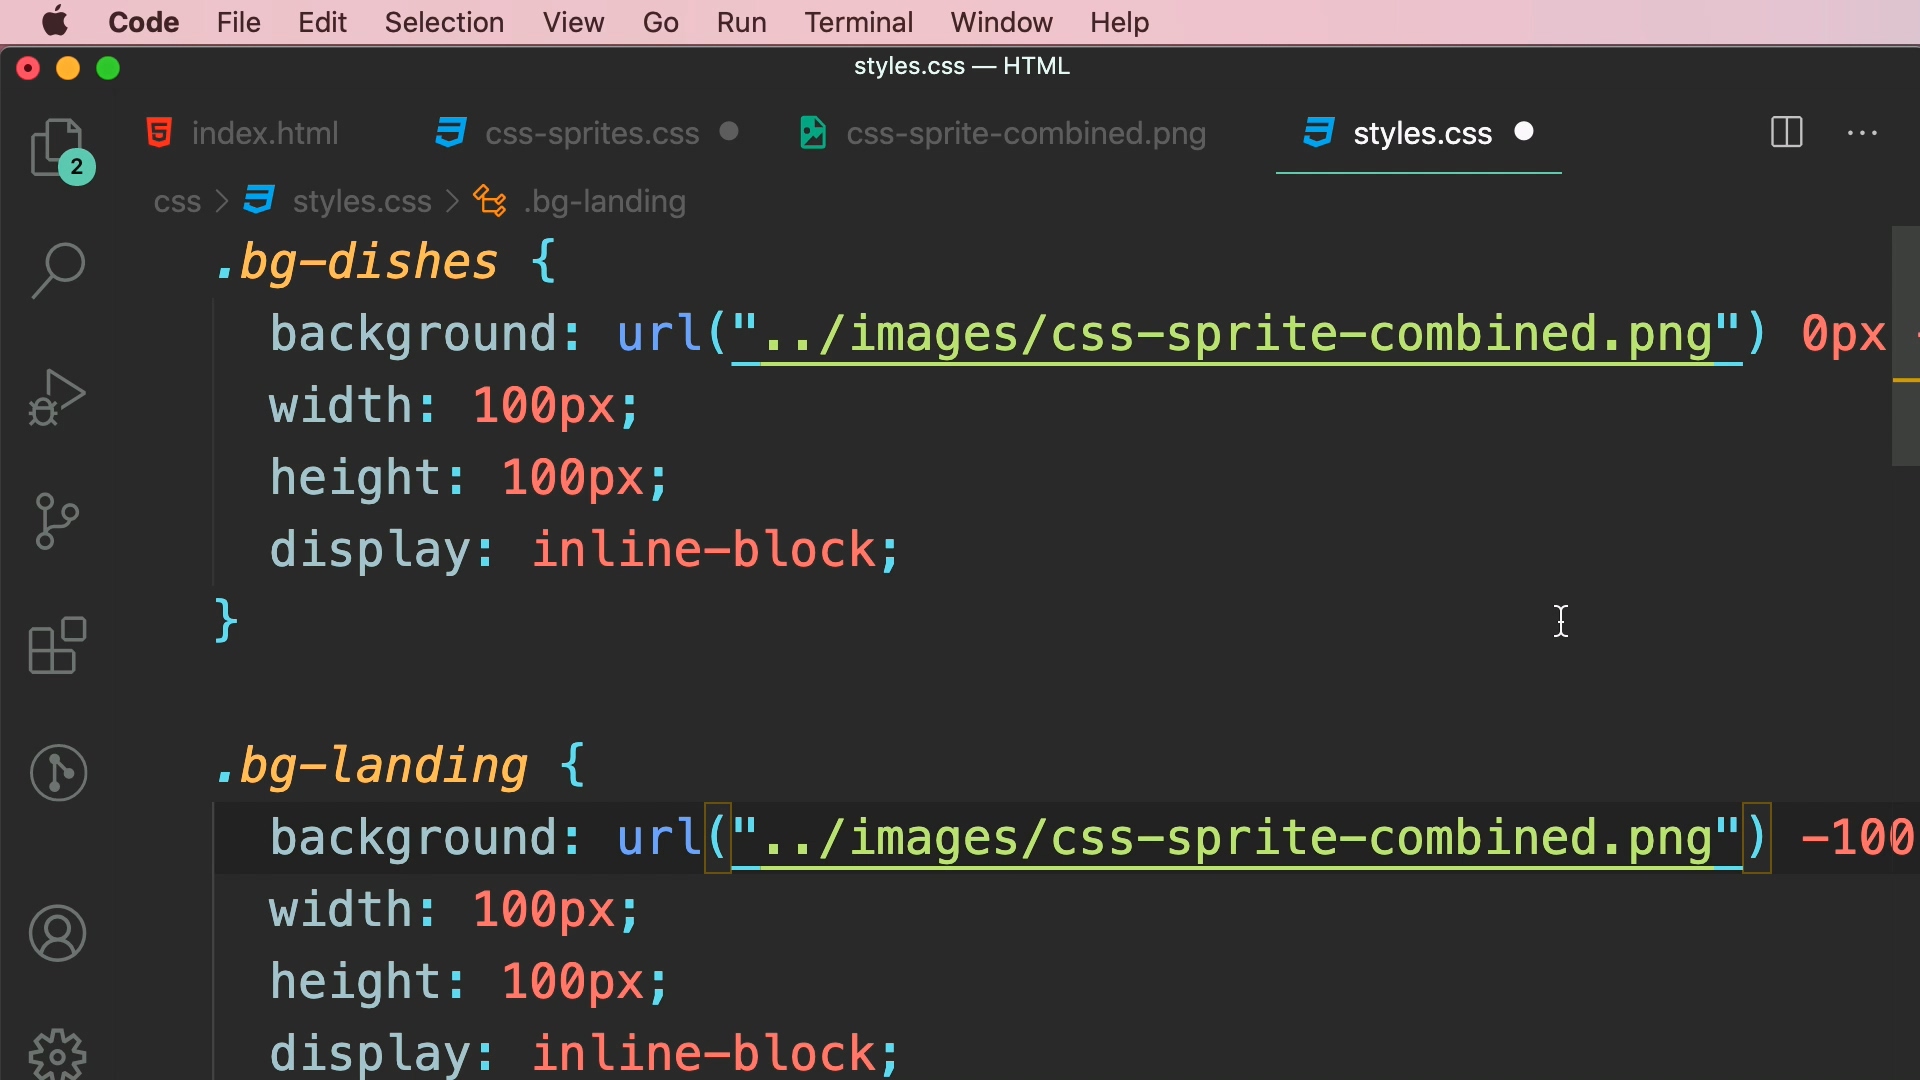 Code File Edit Selection View Go Run Terminal Window Help
styles.css — HTML
index.html css-sprites.css css-sprite-combined.png styles.css
2
css > styles.css > .bg-landing
.bg-dishes {
background: url("../images/css-sprite-combined.png") 0px
width: 100px;
height: 100px;
display: inline-block;
}
.bg-landing {
background: url("../images/css-sprite-combined.png") -100
width: 100px;
height: 100px;
display: inline-block;